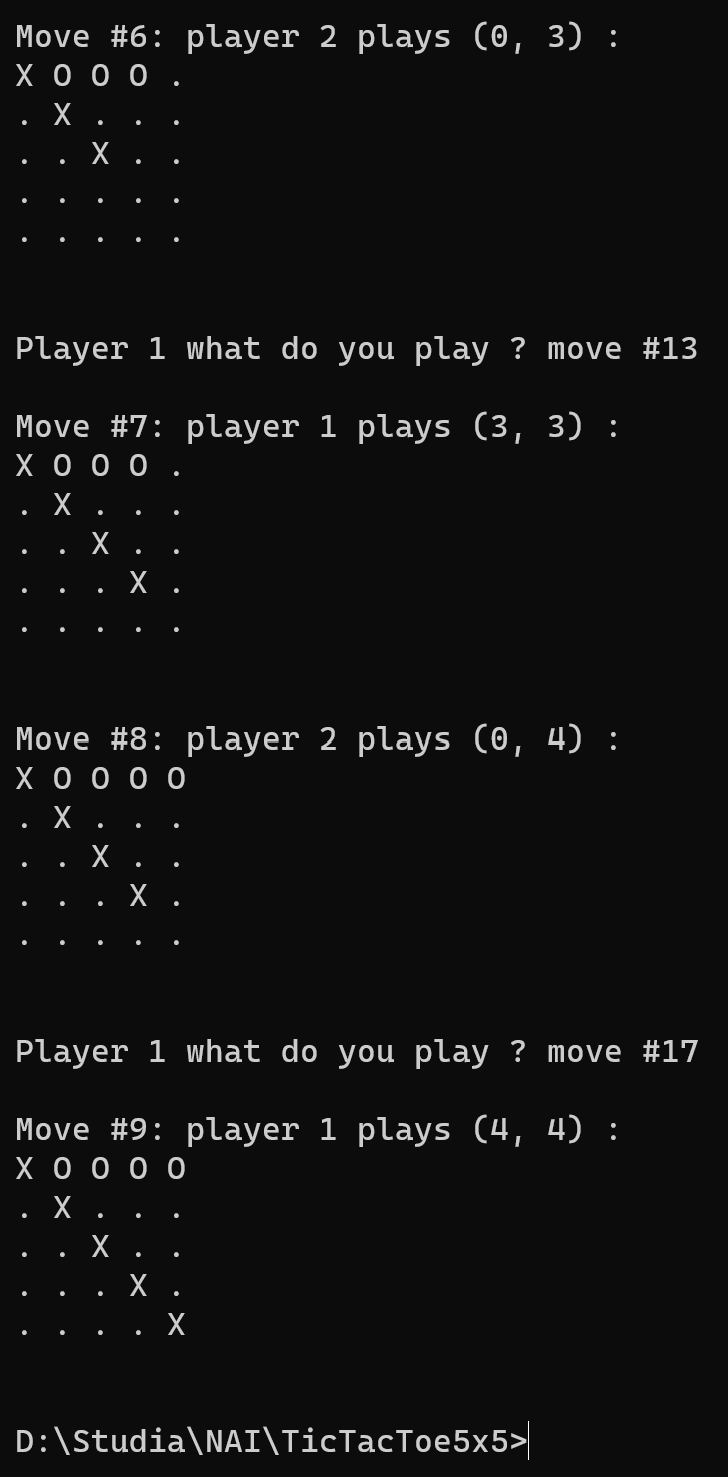 Move #6: player 2 plays (0, 3) :
X O O O .
. X . . .
. . X . .
. . . . .
. . . . .
Player 1 what do you play ? move #13
Move #7: player 1 plays (3, 3) :
X O O O .
. X . . .
. . X . .
. . . X .
. . . . .
Move #8: player 2 plays (0, 4) :
X O O O O
. X . . .
. . X . .
. . . X .
. . . . .
Player 1 what do you play ? move #17
Move #9: player 1 plays (4, 4) :
X O O O O
. X . . .
. . X . .
. . . X .
. . . . X
D:\Studia\NAI\TicTacToe5x5>